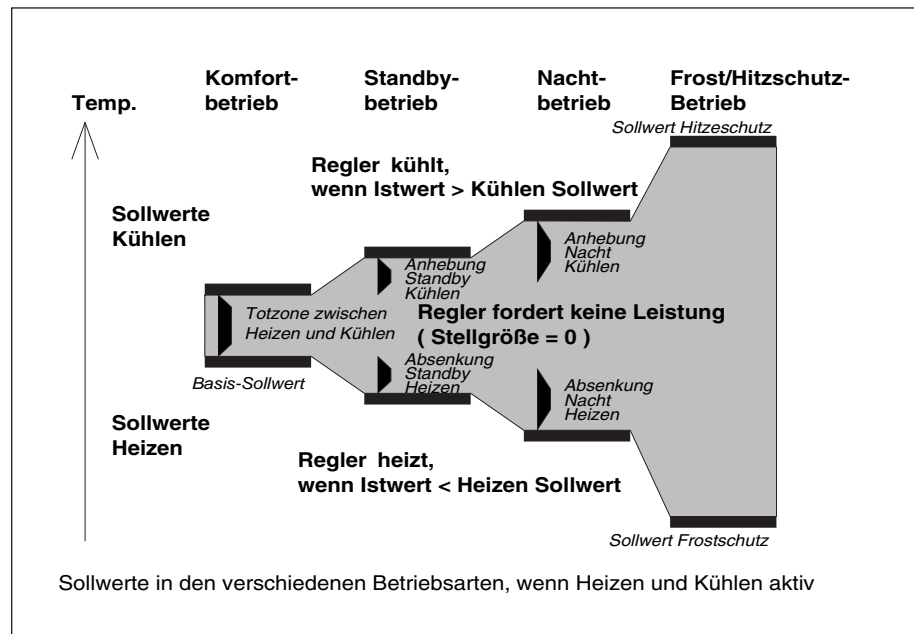 Komfort-
betrieb
Standby-
betrieb
Nacht-
betrieb
Frost/Hitzschutz-
Betrieb
Temp.
Sollwert Hitzeschutz
Regler kühlt,
wenn Istwert > Kühlen Sollwert
Sollwerte
Kühlen
Anhebung
Nacht
Kühlen
Anhebung
Standby
Kühlen
Totzone zwischen
Heizen und Kühlen
Regler fordert keine Leistung
( Stellgröße = 0 )
Basis-Sollwert
Absenkung
Standby
Heizen
Absenkung
Nacht
Heizen
Sollwerte
Heizen
Regler heizt,
wenn Istwert < Heizen Sollwert
Sollwert Frostschutz
Sollwerte in den verschiedenen Betriebsarten, wenn Heizen und Kühlen aktiv